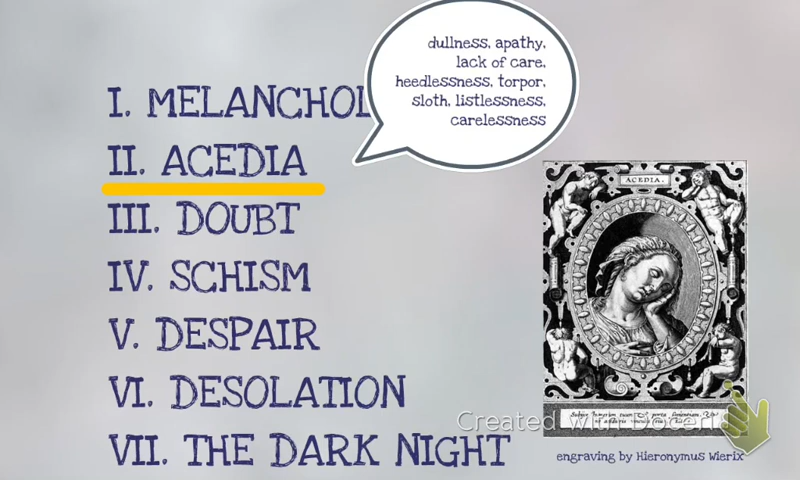 dullness, apathy,
lack of care,
heedlessness, torpor,
sloth, listlessness,
carelessness
I. MELANCHOL
II. ACEDIA
III. DOUBT
IV. SCHISM
V. DESPAIR
VI. DESOLATION
VII. THE DARK NIGHT
ACEDIA.
Created with Doceri
engraving by Hieronymus Wierix